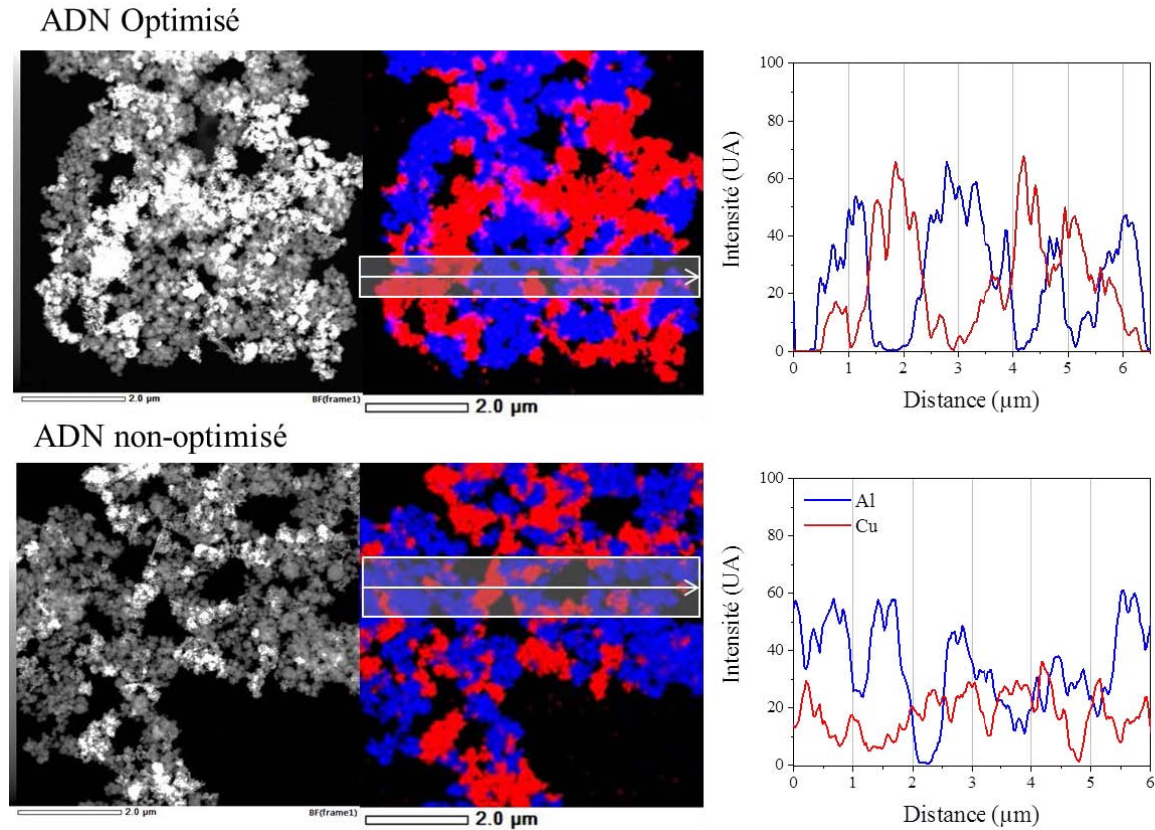 ADN Optimisé
2.0 µm
BF(frame1)
2.0 µm
100
80
60
40
20
0
Intensité (UA)
0 1 2 3 4 5 6
Distance (µm)
ADN non-optimisé
2.0 µm
BF(frame1)
2.0 µm
100
80
60
40
20
0
Intensité (UA)
Al
Cu
0 1 2 3 4 5 6
Distance (µm)